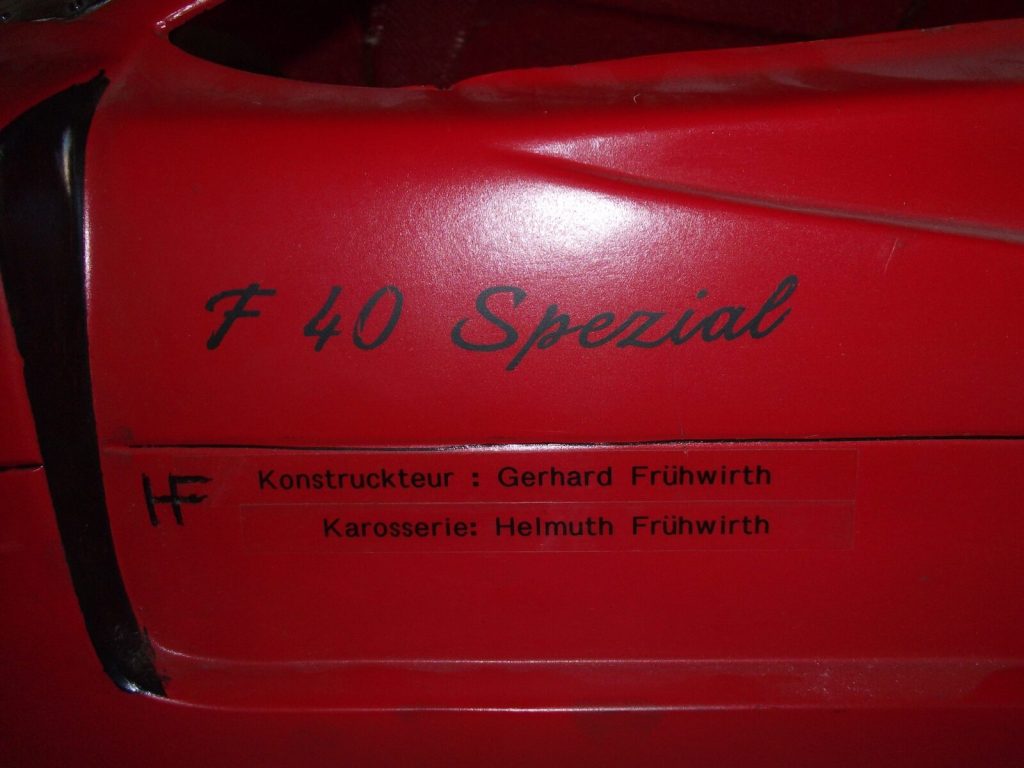 F 40 Spezial
HF Konstruckteur : Gerhard Frühwirth
Karosserie: Helmuth Frühwirth